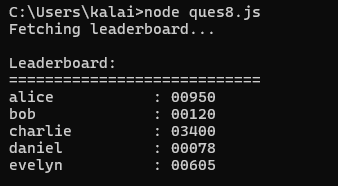 C:\Users\kalai>node ques8.js
Fetching leaderboard...
Leaderboard:
============================
alice           : 00950
bob             : 00120
charlie         : 03400
daniel          : 00078
evelyn          : 00605